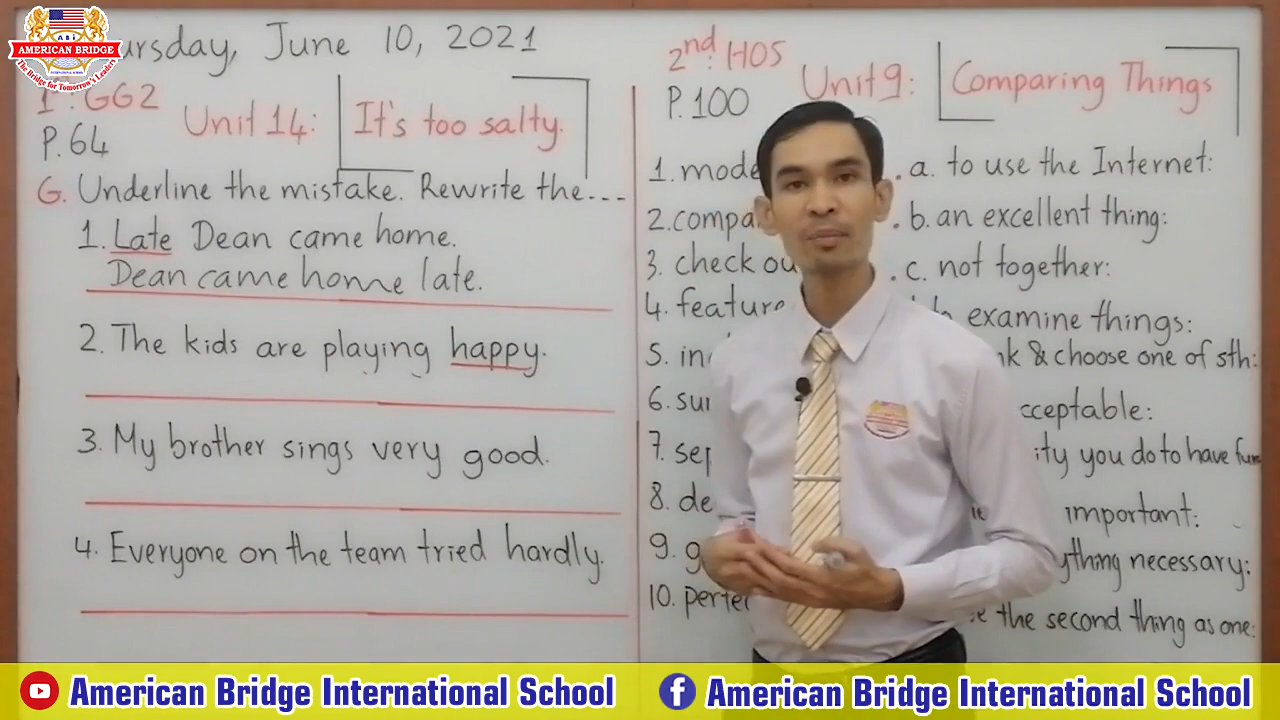 AMERICAN BRIDGE
The Bridge for Tomorrow's Leaders
June 10, 2021
GG2
P. 64
Unit 14:
It's too salty.
G. Underline the mistake. Rewrite the---
1. Late Dean came home.
Dean came home late.
2. The kids are playing happy.
3. My brother sings very good.
4. Everyone on the team tried hardly.
2nd: HOS
P. 100
Unit 9:
Comparing Things
1. mode
a. to use the Internet:
2. compa
b. an excellent thing:
3. check ou
c. not together:
4. feature
examine things:
5. in
nk & choose one of sth:
6. su
cceptable:
7. sep
ity you do to have fun:
8. de
important:
9. g
ything necessary:
10. perfe
the second thing as one:
American Bridge International School
American Bridge International School